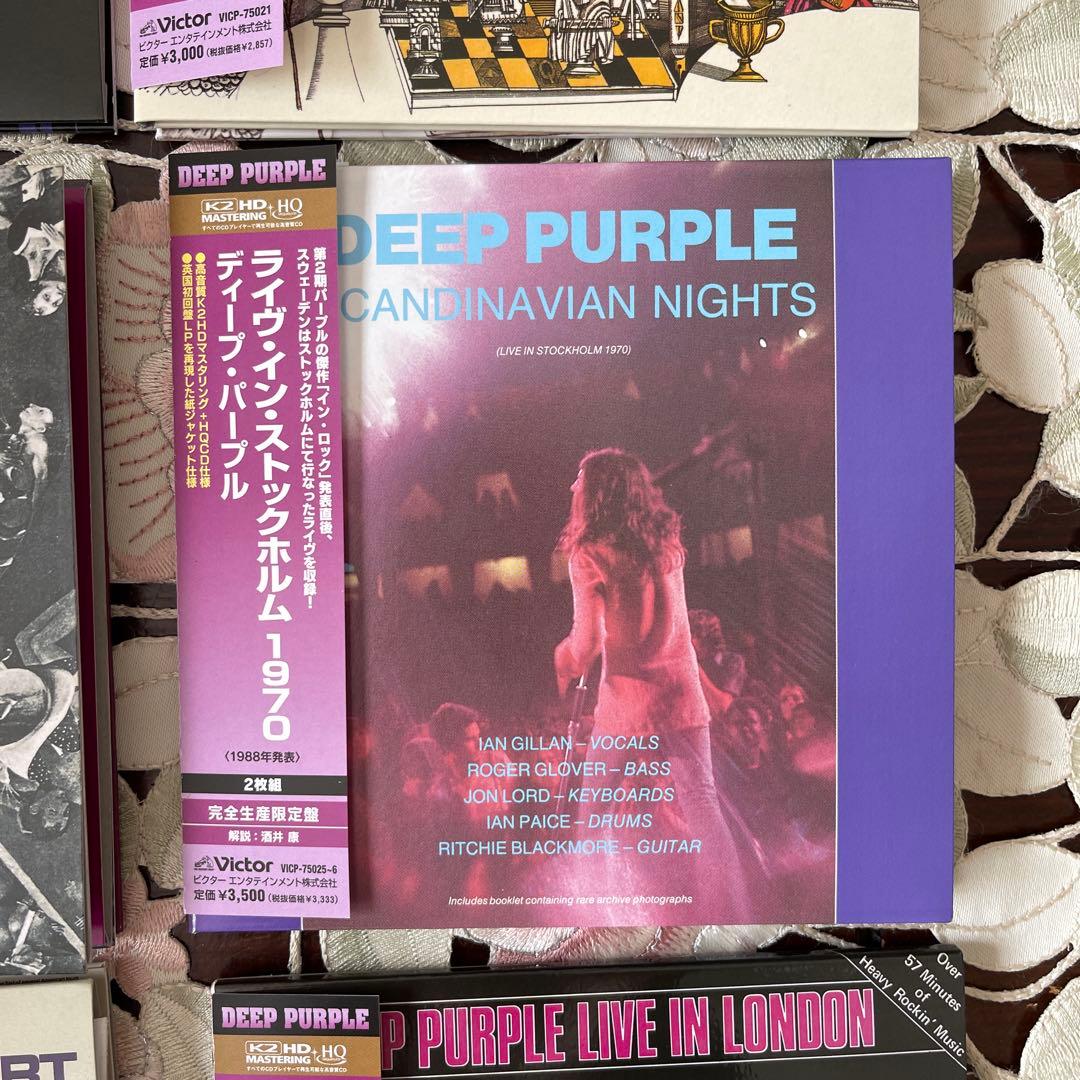 Victor VICP-75021
ビクター エンタテインメント株式会社
定価¥3,000(税抜価格¥2,857)
DEEP PURPLE
K2 HD MASTERING + HQ
すべてのCDプレイヤーで再生可能な高音質CD
第2期パープルの傑作「イン・ロック」発表直後、
スウェーデンはストックホルムにて行なったライヴを収録!
ライヴ・イン・ストックホルム 1970
ディープ・パープル
●高音質K2HDマスタリング+HQCD仕様
●英国初回盤LPを再現した紙ジャケット仕様
〈1988年発表〉
2枚組
完全生産限定盤
解説:酒井 康
Victor VICP-75025~6
ビクター エンタテインメント株式会社
定価¥3,500(税抜価格¥3,333)
DEEP PURPLE
CANDINAVIAN NIGHTS
(LIVE IN STOCKHOLM 1970)
IAN GILLAN – VOCALS
ROGER GLOVER – BASS
JON LORD – KEYBOARDS
IAN PAICE – DRUMS
RITCHIE BLACKMORE – GUITAR
Includes booklet containing rare archive photographs
DEEP PURPLE
K2 HD MASTERING + HQ
すべてのCDプレイヤーで再生可能な高音質CD
P PURPLE LIVE IN LONDON
Over
57 Minutes
of
Heavy Rockin' Music
RT